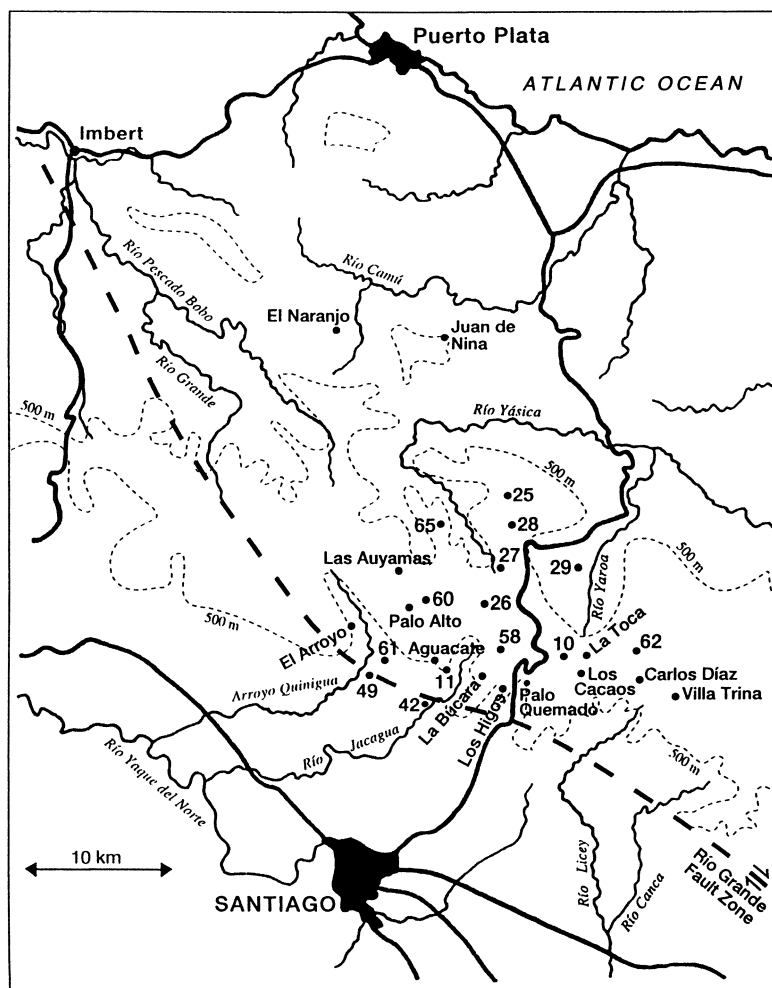 Puerto Plata
ATLANTIC OCEAN
Imbert
Río Pescado Bobo
Río Camú
El Naranjo
Juan de
Nina
Río Grande
500 m
Río Yásica
500 m
25
65
28
27
29
500 m
Las Auyamas
Río Yaroa
60
26
Palo Alto
500 m
El Arroyo
58
10
La Toca
62
61
Aguacate
11
Los
Cacaos
Carlos Díaz
Villa Trina
49
Arroyo Quinigua
42
La Búcara
Los Higos
Palo
Quemado
Río Jacagua
Río Yaque del Norte
500 m
10 km
SANTIAGO
Río Licey
Río Canca
Río Grande
Fault Zone